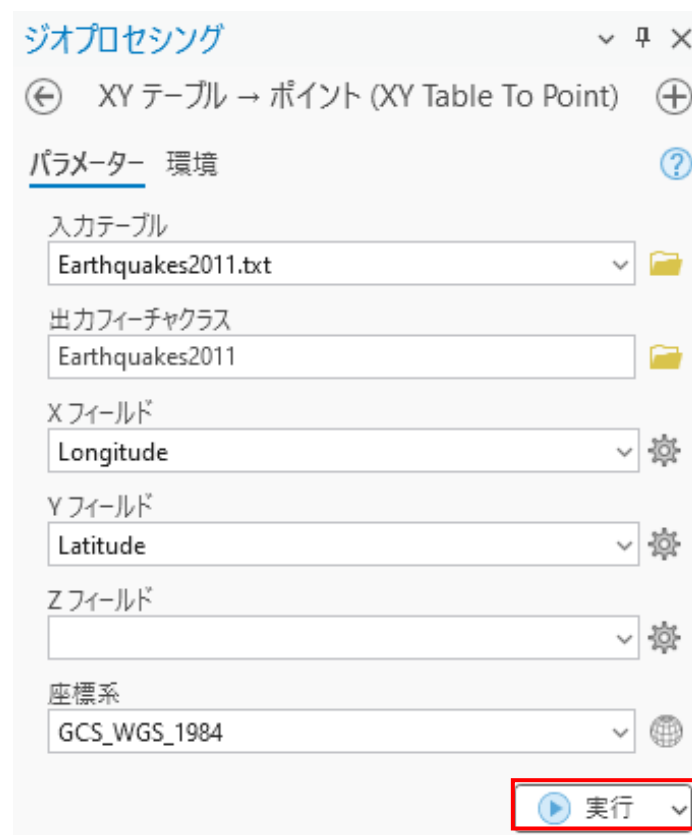 ジオプロセシング
XY テーブル → ポイント (XY Table To Point)
パラメーター 環境
入力テーブル
Earthquakes2011.txt
出力フィーチャクラス
Earthquakes2011
X フィールド
Longitude
Y フィールド
Latitude
Z フィールド
座標系
GCS_WGS_1984
実行